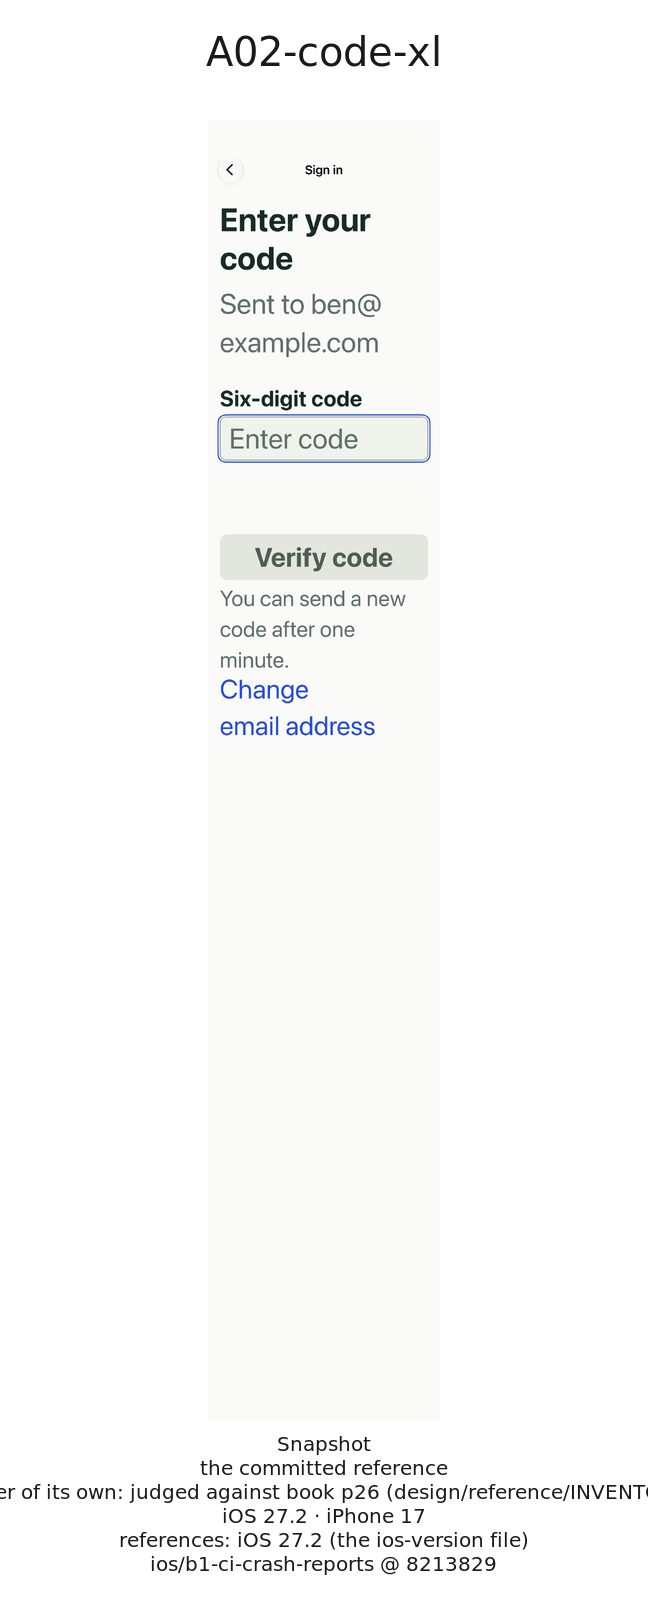 A02-code-xl
Sign in
Enter your
code
Sent to ben@
example.com
Six-digit code
Enter code
Verify code
You can send a new
code after one
minute.
Change
email address
Snapshot
the committed reference
of its own: judged against book p26 (design/reference/
iOS 27.2 · iPhone 17
references: iOS 27.2 (the ios-version file)
ios/b1-ci-crash-reports @ 8213829